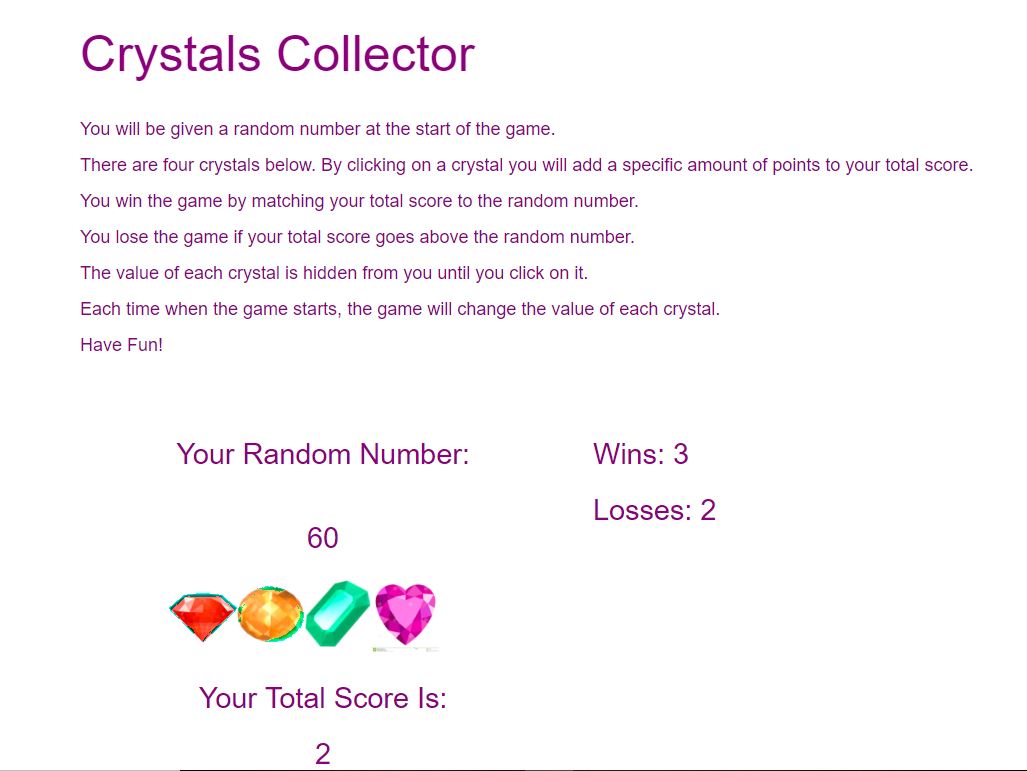 Crystals Collector
You will be given a random number at the start of the game.
There are four crystals below. By clicking on a crystal you will add a specific amount of points to your total score.
You win the game by matching your total score to the random number.
You lose the game if your total score goes above the random number.
The value of each crystal is hidden from you until you click on it.
Each time when the game starts, the game will change the value of each crystal.
Have Fun!
Your Random Number:
60
Wins: 3
Losses: 2
Your Total Score Is:
2